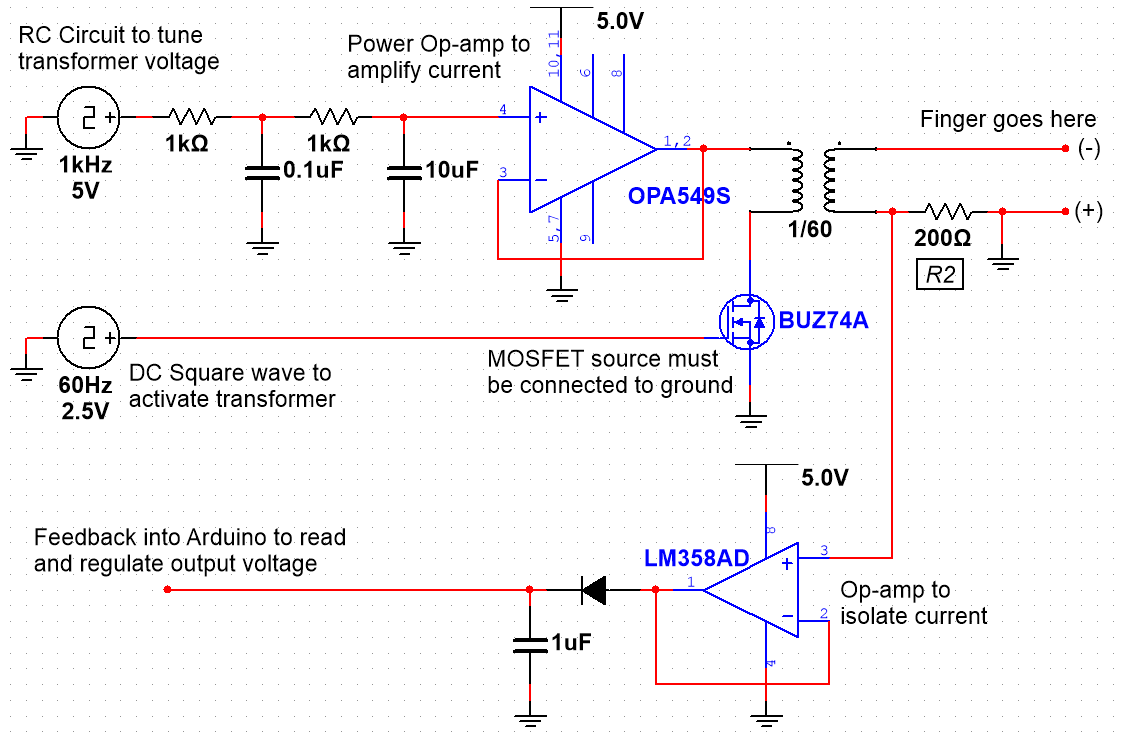 RC Circuit to tune
transformer voltage
1kHz
5V
1kΩ
0.1uF
1kΩ
10uF
Power Op-amp to
amplify current
5.0V
10,11
6
8
4
3
1,2
5,7
9
OPA549S
1/60
Finger goes here
(-)
(+)
200Ω
R2
BUZ74A
MOSFET source must
be connected to ground
60Hz
2.5V
DC Square wave to
activate transformer
5.0V
8
LM358AD
3
2
1
4
Op-amp to
isolate current
Feedback into Arduino to read
and regulate output voltage
1uF